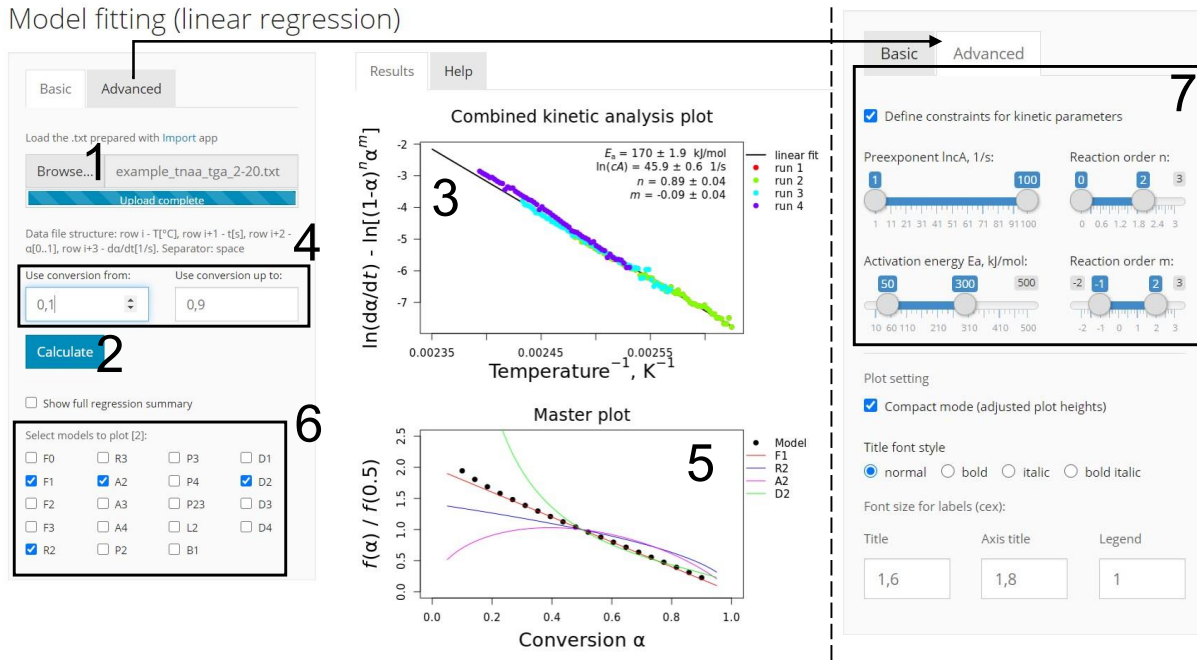 Model fitting (linear regression)
Basic
Advanced
Load the .txt prepared with Import app
1
Browse...
example_tnaa_tga_2-20.txt
Upload complete
Data file structure: row i - T[°C], row i+1 - t[s], row i+2 -
α[0..1], row i+3 - dα/dt[1/s]. Separator: space
4
Use conversion from:
Use conversion up to:
0,1
0,9
Calculate
2
Show full regression summary
6
Select models to plot [2]:
F0 R3 P3 D1
F1 A2 P4 D2
F2 A3 P23 D3
F3 A4 L2 D4
R2 P2 B1
Results
Help
Combined kinetic analysis plot
ln(dα/dt) - ln[(1-α)ⁿαᵐ]
-2
-3
-4
-5
-6
-7
3
Eₐ = 170 ± 1.9 kJ/mol
ln(cA) = 45.9 ± 0.6 1/s
n = 0.89 ± 0.04
m = -0.09 ± 0.04
linear fit
run 1
run 2
run 3
run 4
0.00235 0.00245 0.00255
Temperature⁻¹, K⁻¹
Master plot
f(α) / f(0.5)
2.5
2.0
1.5
1.0
0.5
0.0
5
Model
F1
R2
A2
D2
0.0 0.2 0.4 0.6 0.8 1.0
Conversion α
Basic
Advanced
7
Define constraints for kinetic parameters
Preexponent lncA, 1/s:
1 100
1 11 21 31 41 51 61 71 81 91100
Reaction order n:
0 2 3
0 0.6 1.2 1.8 2.4 3
Activation energy Ea, kJ/mol:
50 300 500
10 60 110 210 310 410 500
Reaction order m:
-2 -1 2 3
-2 -1 0 1 2 3
Plot setting
Compact mode (adjusted plot heights)
Title font style
normal bold italic bold italic
Font size for labels (cex):
Title Axis title Legend
1,6 1,8 1